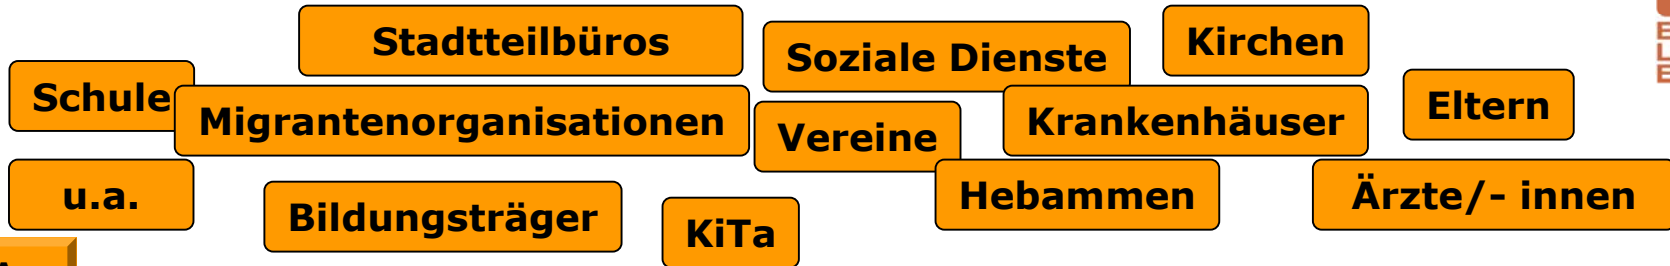 Stadtteilbüros
Soziale Dienste
Kirchen
Schule
Migrantenorganisationen
Vereine
Krankenhäuser
Eltern
u.a.
Bildungsträger
KiTa
Hebammen
Ärzte/- innen
E
L
E